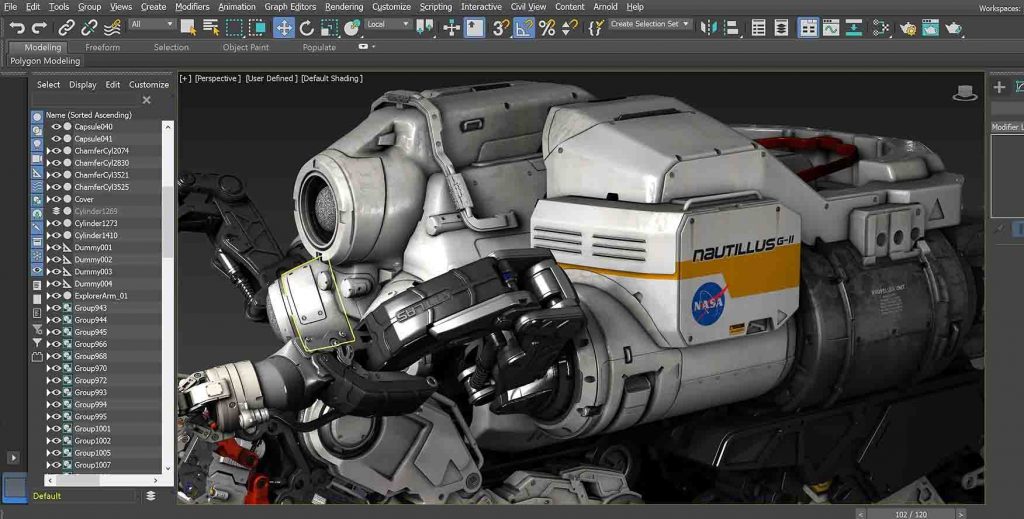 File Edit Tools Group Views Create Modifiers Animation Graph Editors Rendering Customize Scripting Interactive Civil View Content Arnold Help
Workspaces:
All
Local
Create Selection Set
Modeling Freeform Selection Object Paint Populate
Polygon Modeling
Select Display Edit Customize
[+] [Perspective] [User Defined] [Default Shading]
Name (Sorted Ascending)
Capsule040
Capsule041
ChamferCyl2074
ChamferCyl2830
ChamferCyl3521
ChamferCyl3525
Cover
Cylinder1269
Cylinder1273
Cylinder1410
Dummy001
Dummy002
Dummy003
Dummy004
ExplorerArm_01
Group943
Group944
Group945
Group966
Group968
Group970
Group972
Group993
Group994
Group995
Group1001
Group1002
Group1005
Group1007
Default
Modifier L
NAUTILLUS G-II
NASA
102 / 120